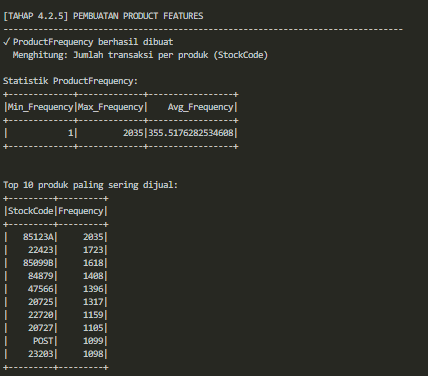 [TAHAP 4.2.5] PEMBUATAN PRODUCT FEATURES
--------------------------------------------------------------------------------
✓ ProductFrequency berhasil dibuat
  Menghitung: Jumlah transaksi per produk (StockCode)

Statistik ProductFrequency:
+-------------+-------------+-----------------+
|Min_Frequency|Max_Frequency|    Avg_Frequency|
+-------------+-------------+-----------------+
|            1|         2035|355.5176282534608|
+-------------+-------------+-----------------+

Top 10 produk paling sering dijual:
+---------+---------+
|StockCode|Frequency|
+---------+---------+
|   85123A|     2035|
|    22423|     1723|
|   85099B|     1618|
|    84879|     1408|
|    47566|     1396|
|    20725|     1317|
|    22720|     1159|
|    20727|     1105|
|     POST|     1099|
|    23203|     1098|
+---------+---------+